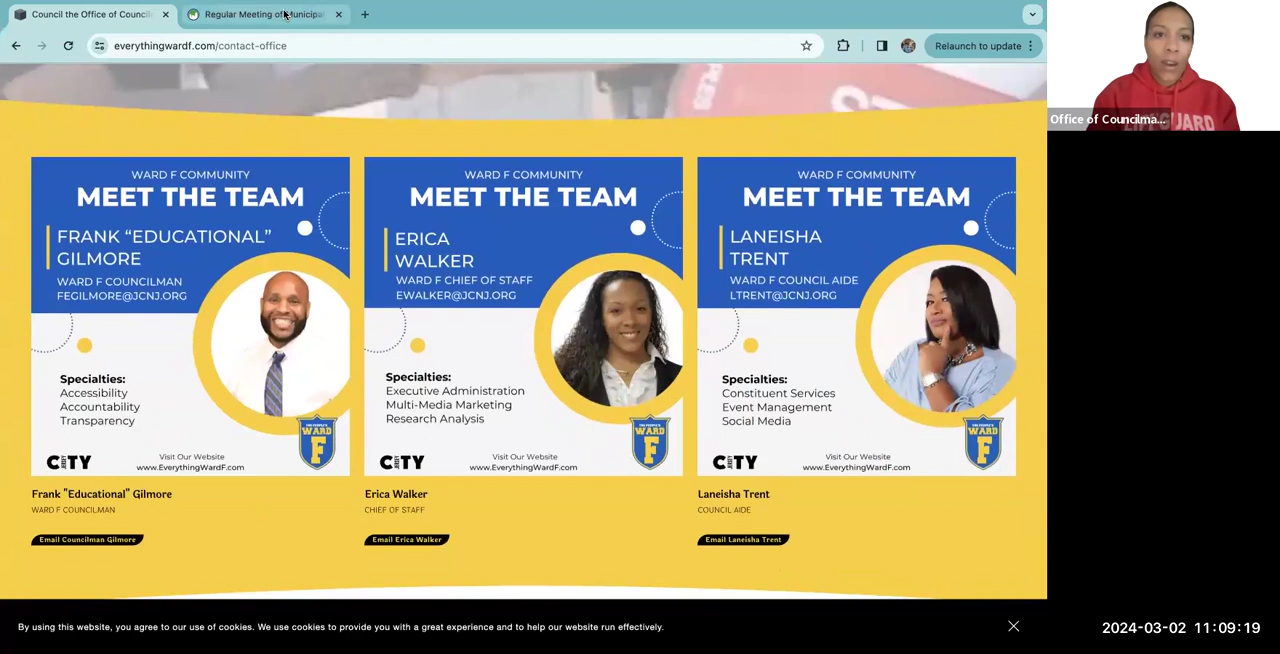 Council the Office of Council
Regular Meeting of Municipa
everythingwardf.com/contact-office
Relaunch to update
Office of Councilma...
WARD F COMMUNITY
MEET THE TEAM
FRANK “EDUCATIONAL”
GILMORE
WARD F COUNCILMAN
FEGILMORE@JCNJ.ORG
Specialties:
Accessibility
Accountability
Transparency
WARD
F
CITY
Visit Our Website
www.EverythingWardF.com
WARD F COMMUNITY
MEET THE TEAM
ERICA
WALKER
WARD F CHIEF OF STAFF
EWALKER@JCNJ.ORG
Specialties:
Executive Administration
Multi-Media Marketing
Research Analysis
WARD
F
CITY
Visit Our Website
www.EverythingWardF.com
WARD F COMMUNITY
MEET THE TEAM
LANEISHA
TRENT
WARD F COUNCIL AIDE
LTRENT@JCNJ.ORG
Specialties:
Constituent Services
Event Management
Social Media
WARD
F
CITY
Visit Our Website
www.EverythingWardF.com
Frank "Educational" Gilmore
WARD F COUNCILMAN
Email Councilman Gilmore
Erica Walker
CHIEF OF STAFF
Email Erica Walker
Laneisha Trent
COUNCIL AIDE
Email Laneisha Trent
By using this website, you agree to our use of cookies. We use cookies to provide you with a great experience and to help our website run effectively.
2024-03-02 11:09:19